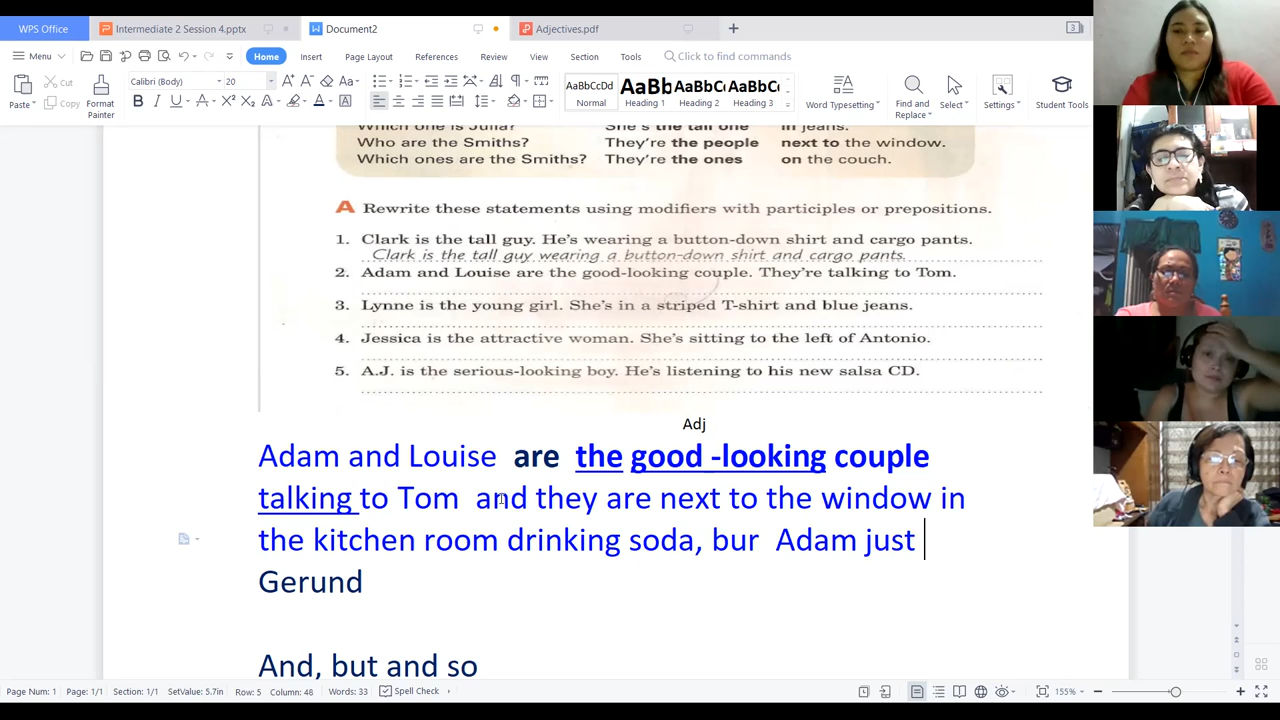 WPS Office
Intermediate 2 Session 4.pptx
Document2
Adjectives.pdf
Menu
Home
Insert
Page Layout
References
Review
View
Section
Tools
Click to find commands
Paste
Cut
Copy
Format Painter
Calibri (Body)
20
AaBbCcDd
Normal
AaBb
Heading 1
AaBbC
Heading 2
AaBbC
Heading 3
Word Typesetting
Find and Replace
Select
Settings
Student Tools
Which one is Julia? She's the tall one in jeans.
Who are the Smiths? They're the people next to the window.
Which ones are the Smiths? They're the ones on the couch.
A Rewrite these statements using modifiers with participles or prepositions.
1. Clark is the tall guy. He's wearing a button-down shirt and cargo pants.
Clark is the tall guy wearing a button-down shirt and cargo pants.
2. Adam and Louise are the good-looking couple. They're talking to Tom.
3. Lynne is the young girl. She's in a striped T-shirt and blue jeans.
4. Jessica is the attractive woman. She's sitting to the left of Antonio.
5. A.J. is the serious-looking boy. He's listening to his new salsa CD.
Adj
Adam and Louise are the good -looking couple
talking to Tom and they are next to the window in
the kitchen room drinking soda, bur Adam just
Gerund
And, but and so
Page Num: 1 Page: 1/1 Section: 1/1 SetValue: 5.7in Row: 5 Column: 48 Words: 33 Spell Check
155%